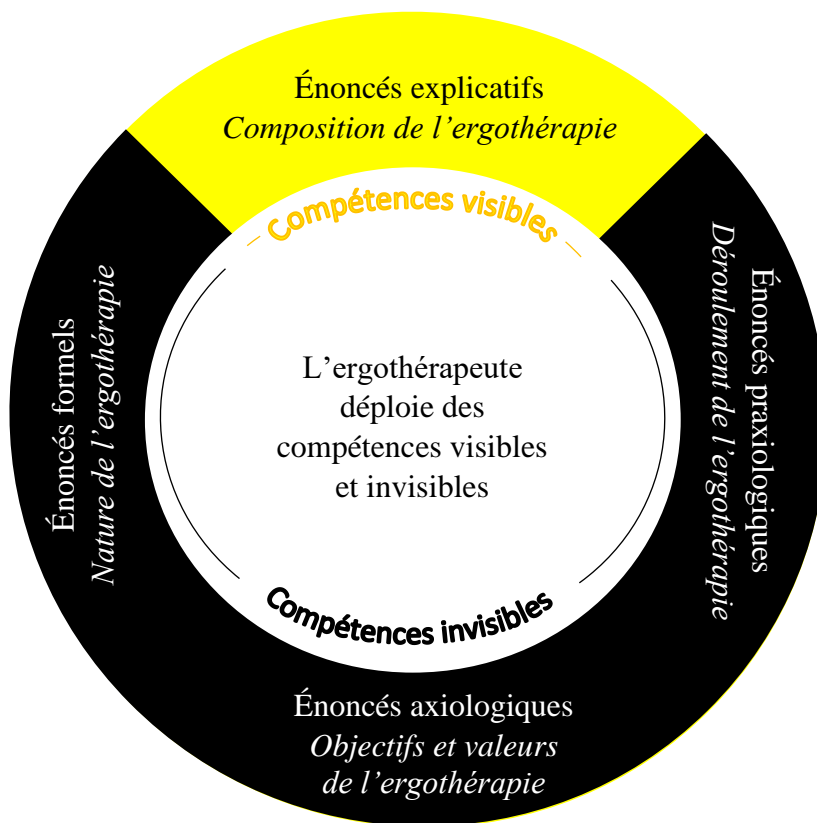 Énoncés explicatifs
Composition de l’ergothérapie
Compétences visibles
Énoncés formels
Nature de l’ergothérapie
L’ergothérapeute
déploie des
compétences visibles
et invisibles
Énoncés praxiologiques
Déroulement de l’ergothérapie
Compétences invisibles
Énoncés axiologiques
Objectifs et valeurs
de l’ergothérapie